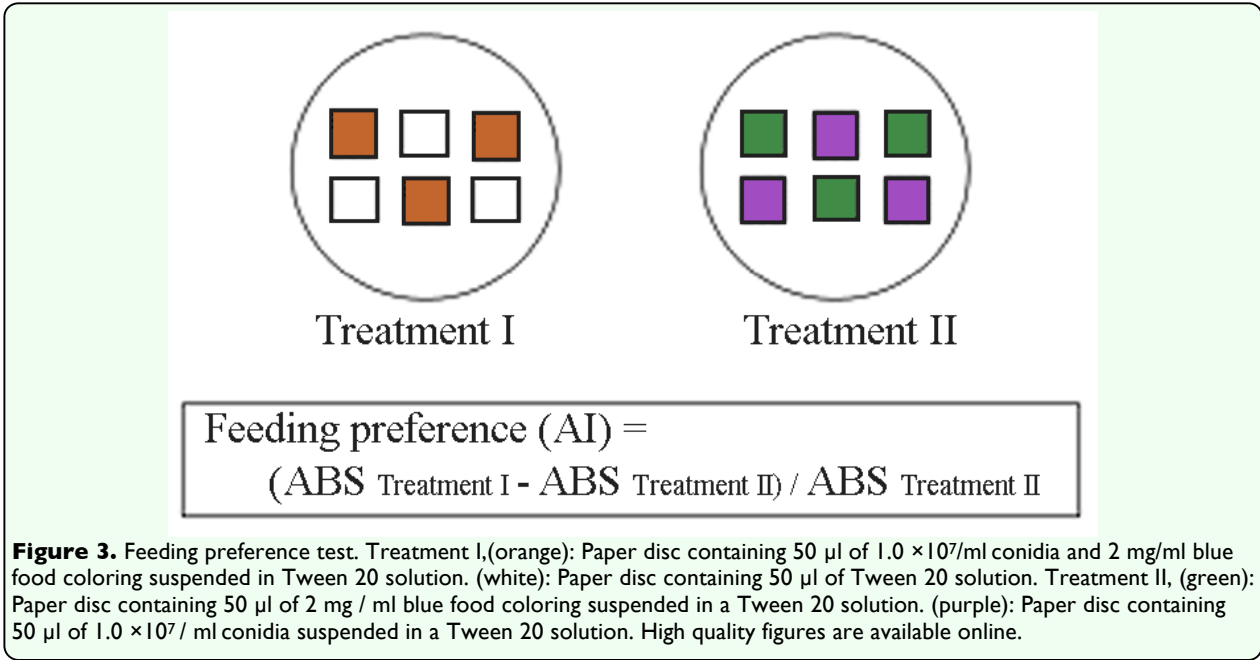 Treatment I
Treatment II
Feeding preference (AI) =
(ABS Treatment I - ABS Treatment II) / ABS Treatment II
Figure 3. Feeding preference test. Treatment I,(orange): Paper disc containing 50 µl of 1.0 ×10⁷/ml conidia and 2 mg/ml blue
food coloring suspended in Tween 20 solution. (white): Paper disc containing 50 µl of Tween 20 solution. Treatment II, (green):
Paper disc containing 50 µl of 2 mg / ml blue food coloring suspended in a Tween 20 solution. (purple): Paper disc containing
50 µl of 1.0 ×10⁷ / ml conidia suspended in a Tween 20 solution. High quality figures are available online.